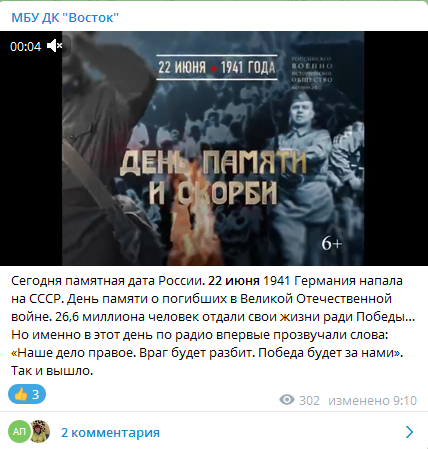 МБУ ДК "Восток"
00:04
22 ИЮНЯ 1941 ГОДА
РОССИЙСКОЕ
ВОЕННО
ИСТОРИЧЕСКОЕ
ОБЩЕСТВО
ДЕНЬ ПАМЯТИ
И СКОРБИ
6+
Сегодня памятная дата России. 22 июня 1941 Германия напала
на СССР. День памяти о погибших в Великой Отечественной
войне. 26,6 миллиона человек отдали свои жизни ради Победы...
Но именно в этот день по радио впервые прозвучали слова:
«Наше дело правое. Враг будет разбит. Победа будет за нами».
Так и вышло.
👍 3
302 изменено 9:10
АП
2 комментария